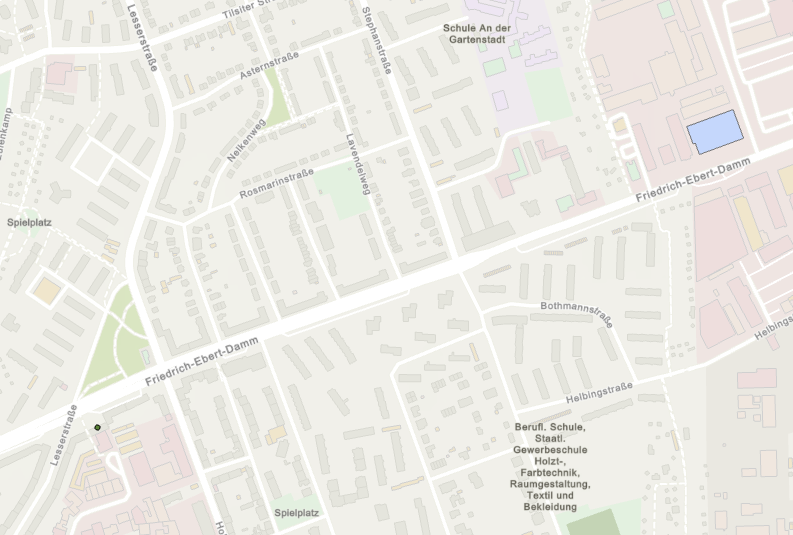 Tilsiter Str
Lesserstraße
Stephanstraße
Schule An der
Gartenstadt
Asternstraße
Nelkenweg
Lavendelweg
Rosmarinstraße
Friedrich-Ebert-Damm
Spielplatz
Bothmannstraße
Helbings
Friedrich-Ebert-Damm
Helbingstraße
Lesserstraße
Berufl. Schule,
Staatl.
Gewerbeschule
Holzt-,
Farbtechnik,
Raumgestaltung,
Textil und
Bekleidung
Spielplatz